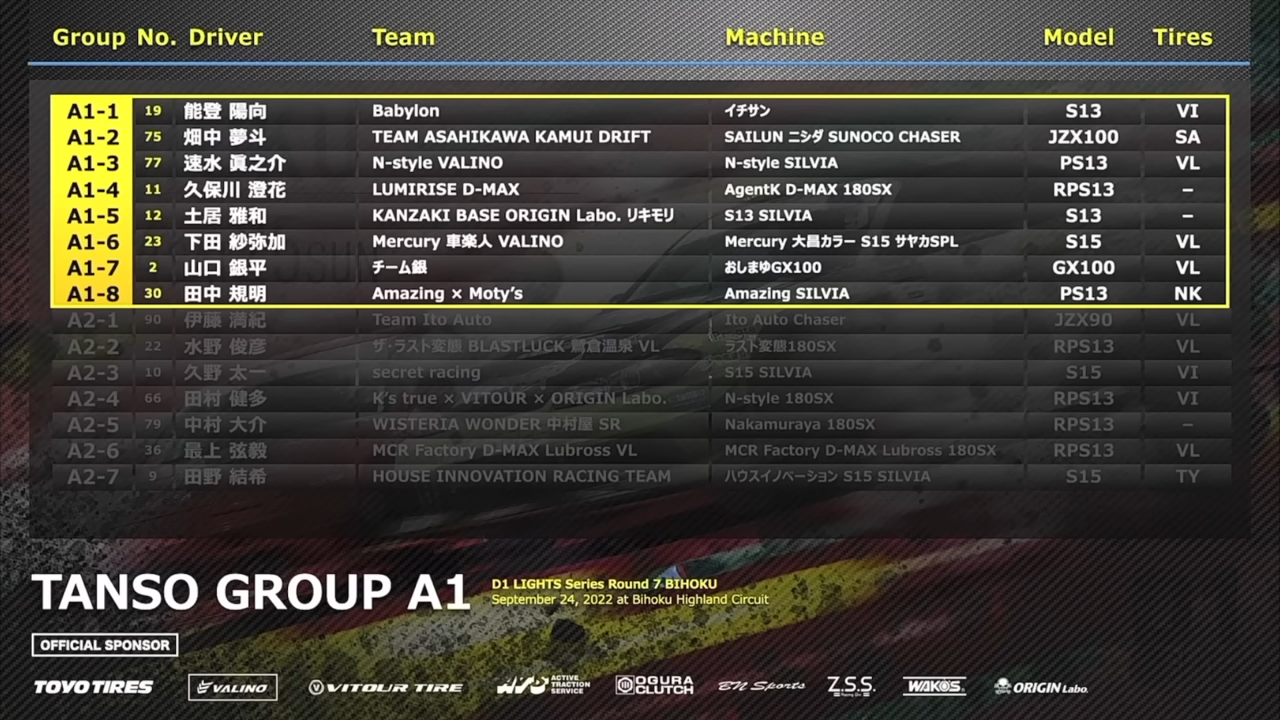 Group No. Driver Team Machine Model Tires
A1-1 19 能登 陽向 Babylon イチサン S13 VI
A1-2 75 畑中 夢斗 TEAM ASAHIKAWA KAMUI DRIFT SAILUN ニシダ SUNOCO CHASER JZX100 SA
A1-3 77 速水 眞之介 N-style VALINO N-style SILVIA PS13 VL
A1-4 11 久保川 澄花 LUMIRISE D-MAX AgentK D-MAX 180SX RPS13 –
A1-5 12 土居 雅和 KANZAKI BASE ORIGIN Labo. リキモリ S13 SILVIA S13 –
A1-6 23 下田 紗弥加 Mercury 車楽人 VALINO Mercury 大昌カラー S15 サヤカSPL S15 VL
A1-7 2 山口 銀平 チーム銀 おしまゆGX100 GX100 VL
A1-8 30 田中 規明 Amazing × Moty's Amazing SILVIA PS13 NK
A2-1 90 伊藤 満紀 Team Ito Auto Ito Auto Chaser JZX90 VL
A2-2 22 水野 俊彦 ザ・ラスト変態 BLASTLUCK 鷲倉温泉 VL ラスト変態180SX RPS13 VL
A2-3 10 久野 太一 secret racing S15 SILVIA S15 VI
A2-4 66 田村 健多 K's true × VITOUR × ORIGIN Labo. N-style 180SX RPS13 VI
A2-5 79 中村 大介 WISTERIA WONDER 中村屋 SR Nakamuraya 180SX RPS13 –
A2-6 36 最上 弦毅 MCR Factory D-MAX Lubross VL MCR Factory D-MAX Lubross 180SX RPS13 VL
A2-7 9 田野 結希 HOUSE INNOVATION RACING TEAM ハウスイノベーション S15 SILVIA S15 TY
TANSO GROUP A1
D1 LIGHTS Series Round 7 BIHOKU
September 24, 2022 at Bihoku Highland Circuit
OFFICIAL SPONSOR
TOYO TIRES VALINO VITOUR TIRE ACTIVE TRACTION SERVICE OGURA CLUTCH BN Sports Z.S.S. WAKO'S ORIGIN Labo.